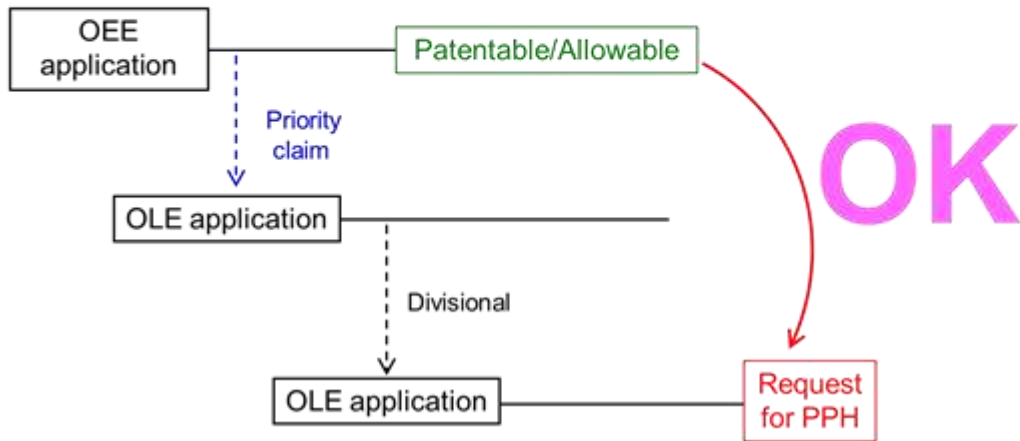 OEE
application
Patentable/Allowable
Priority
claim
OK
OLE application
Divisional
OLE application
Request
for PPH